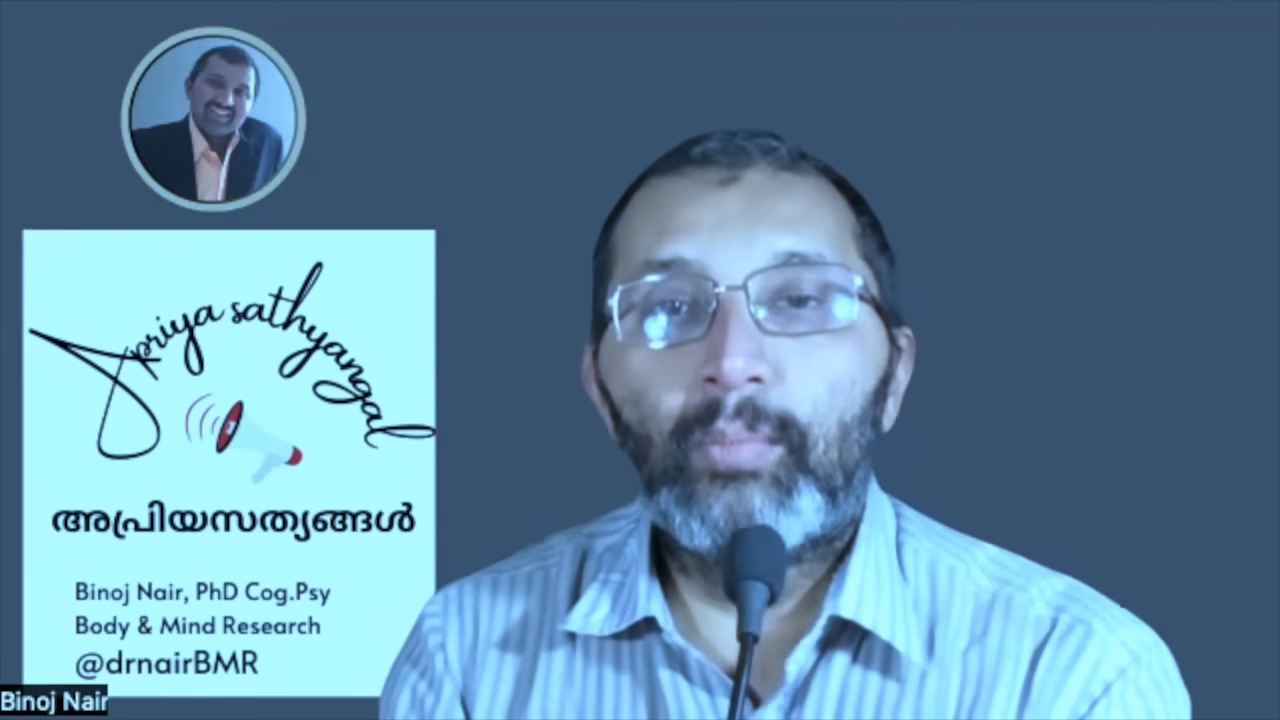 Apriya sathyangal
അപ്രിയസത്യങ്ങൾ
Binoj Nair, PhD Cog.Psy
Body & Mind Research
@drnairBMR
Binoj Nair